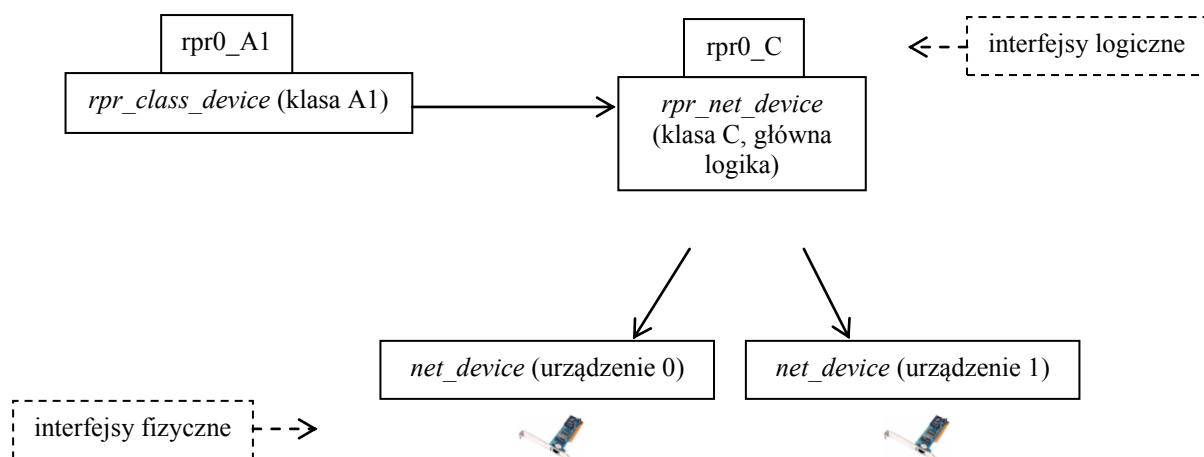 rpr0_A1
rpr_class_device (klasa A1)
rpr0_C
rpr_net_device
(klasa C, główna
logika)
interfejsy logiczne
net_device (urządzenie 0)
net_device (urządzenie 1)
interfejsy fizyczne